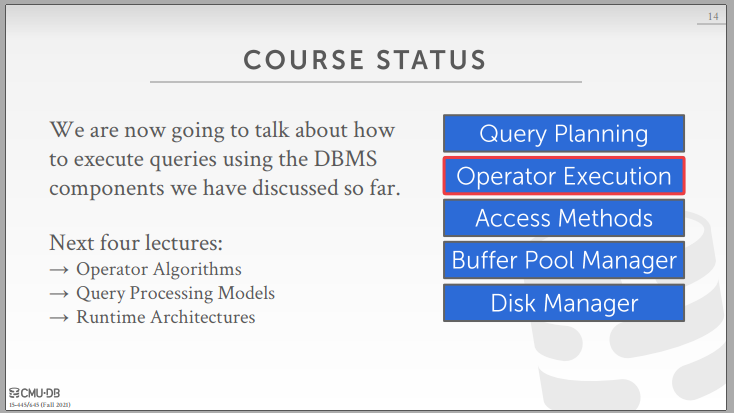 14
COURSE STATUS
We are now going to talk about how
to execute queries using the DBMS
components we have discussed so far.
Next four lectures:
→ Operator Algorithms
→ Query Processing Models
→ Runtime Architectures
Query Planning
Operator Execution
Access Methods
Buffer Pool Manager
Disk Manager
CMU·DB
15-445/645 (Fall 2021)